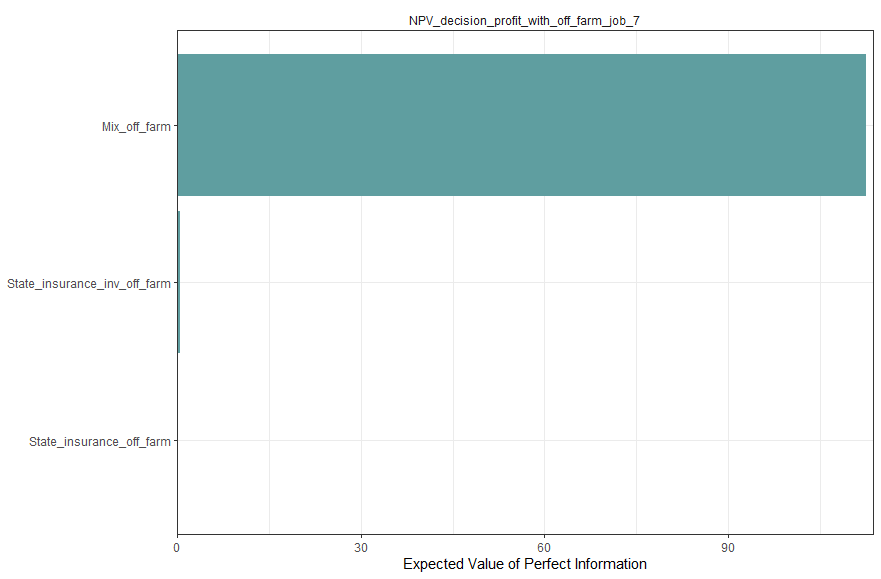 NPV_decision_profit_with_off_farm_job_7
Mix_off_farm
State_insurance_inv_off_farm
State_insurance_off_farm
0 30 60 90
Expected Value of Perfect Information